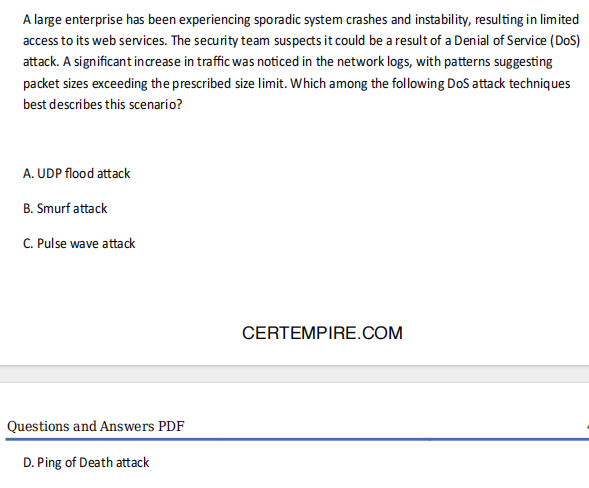 A large enterprise has been experiencing sporadic system crashes and instability, resulting in limited
access to its web services. The security team suspects it could be a result of a Denial of Service (DoS)
attack. A significant increase in traffic was noticed in the network logs, with patterns suggesting
packet sizes exceeding the prescribed size limit. Which among the following DoS attack techniques
best describes this scenario?
A. UDP flood attack
B. Smurf attack
C. Pulse wave attack
CERTEMPIRE.COM
Questions and Answers PDF
D. Ping of Death attack